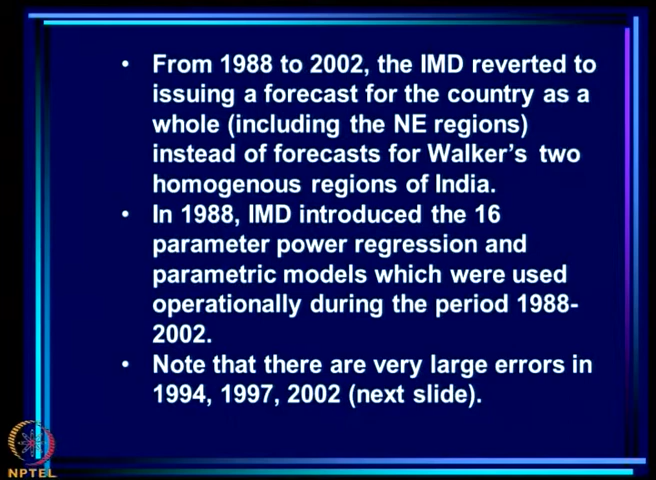 • From 1988 to 2002, the IMD reverted to
issuing a forecast for the country as a
whole (including the NE regions)
instead of forecasts for Walker's two
homogenous regions of India.
• In 1988, IMD introduced the 16
parameter power regression and
parametric models which were used
operationally during the period 1988-
2002.
• Note that there are very large errors in
1994, 1997, 2002 (next slide).
NPTEL